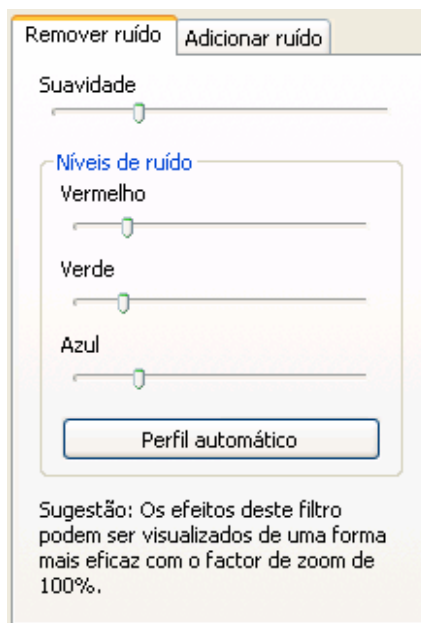 Remover ruído
Adicionar ruído
Suavidade
Níveis de ruído
Vermelho
Verde
Azul
Perfil automático
Sugestão: Os efeitos deste filtro
podem ser visualizados de uma forma
mais eficaz com o factor de zoom de
100%.